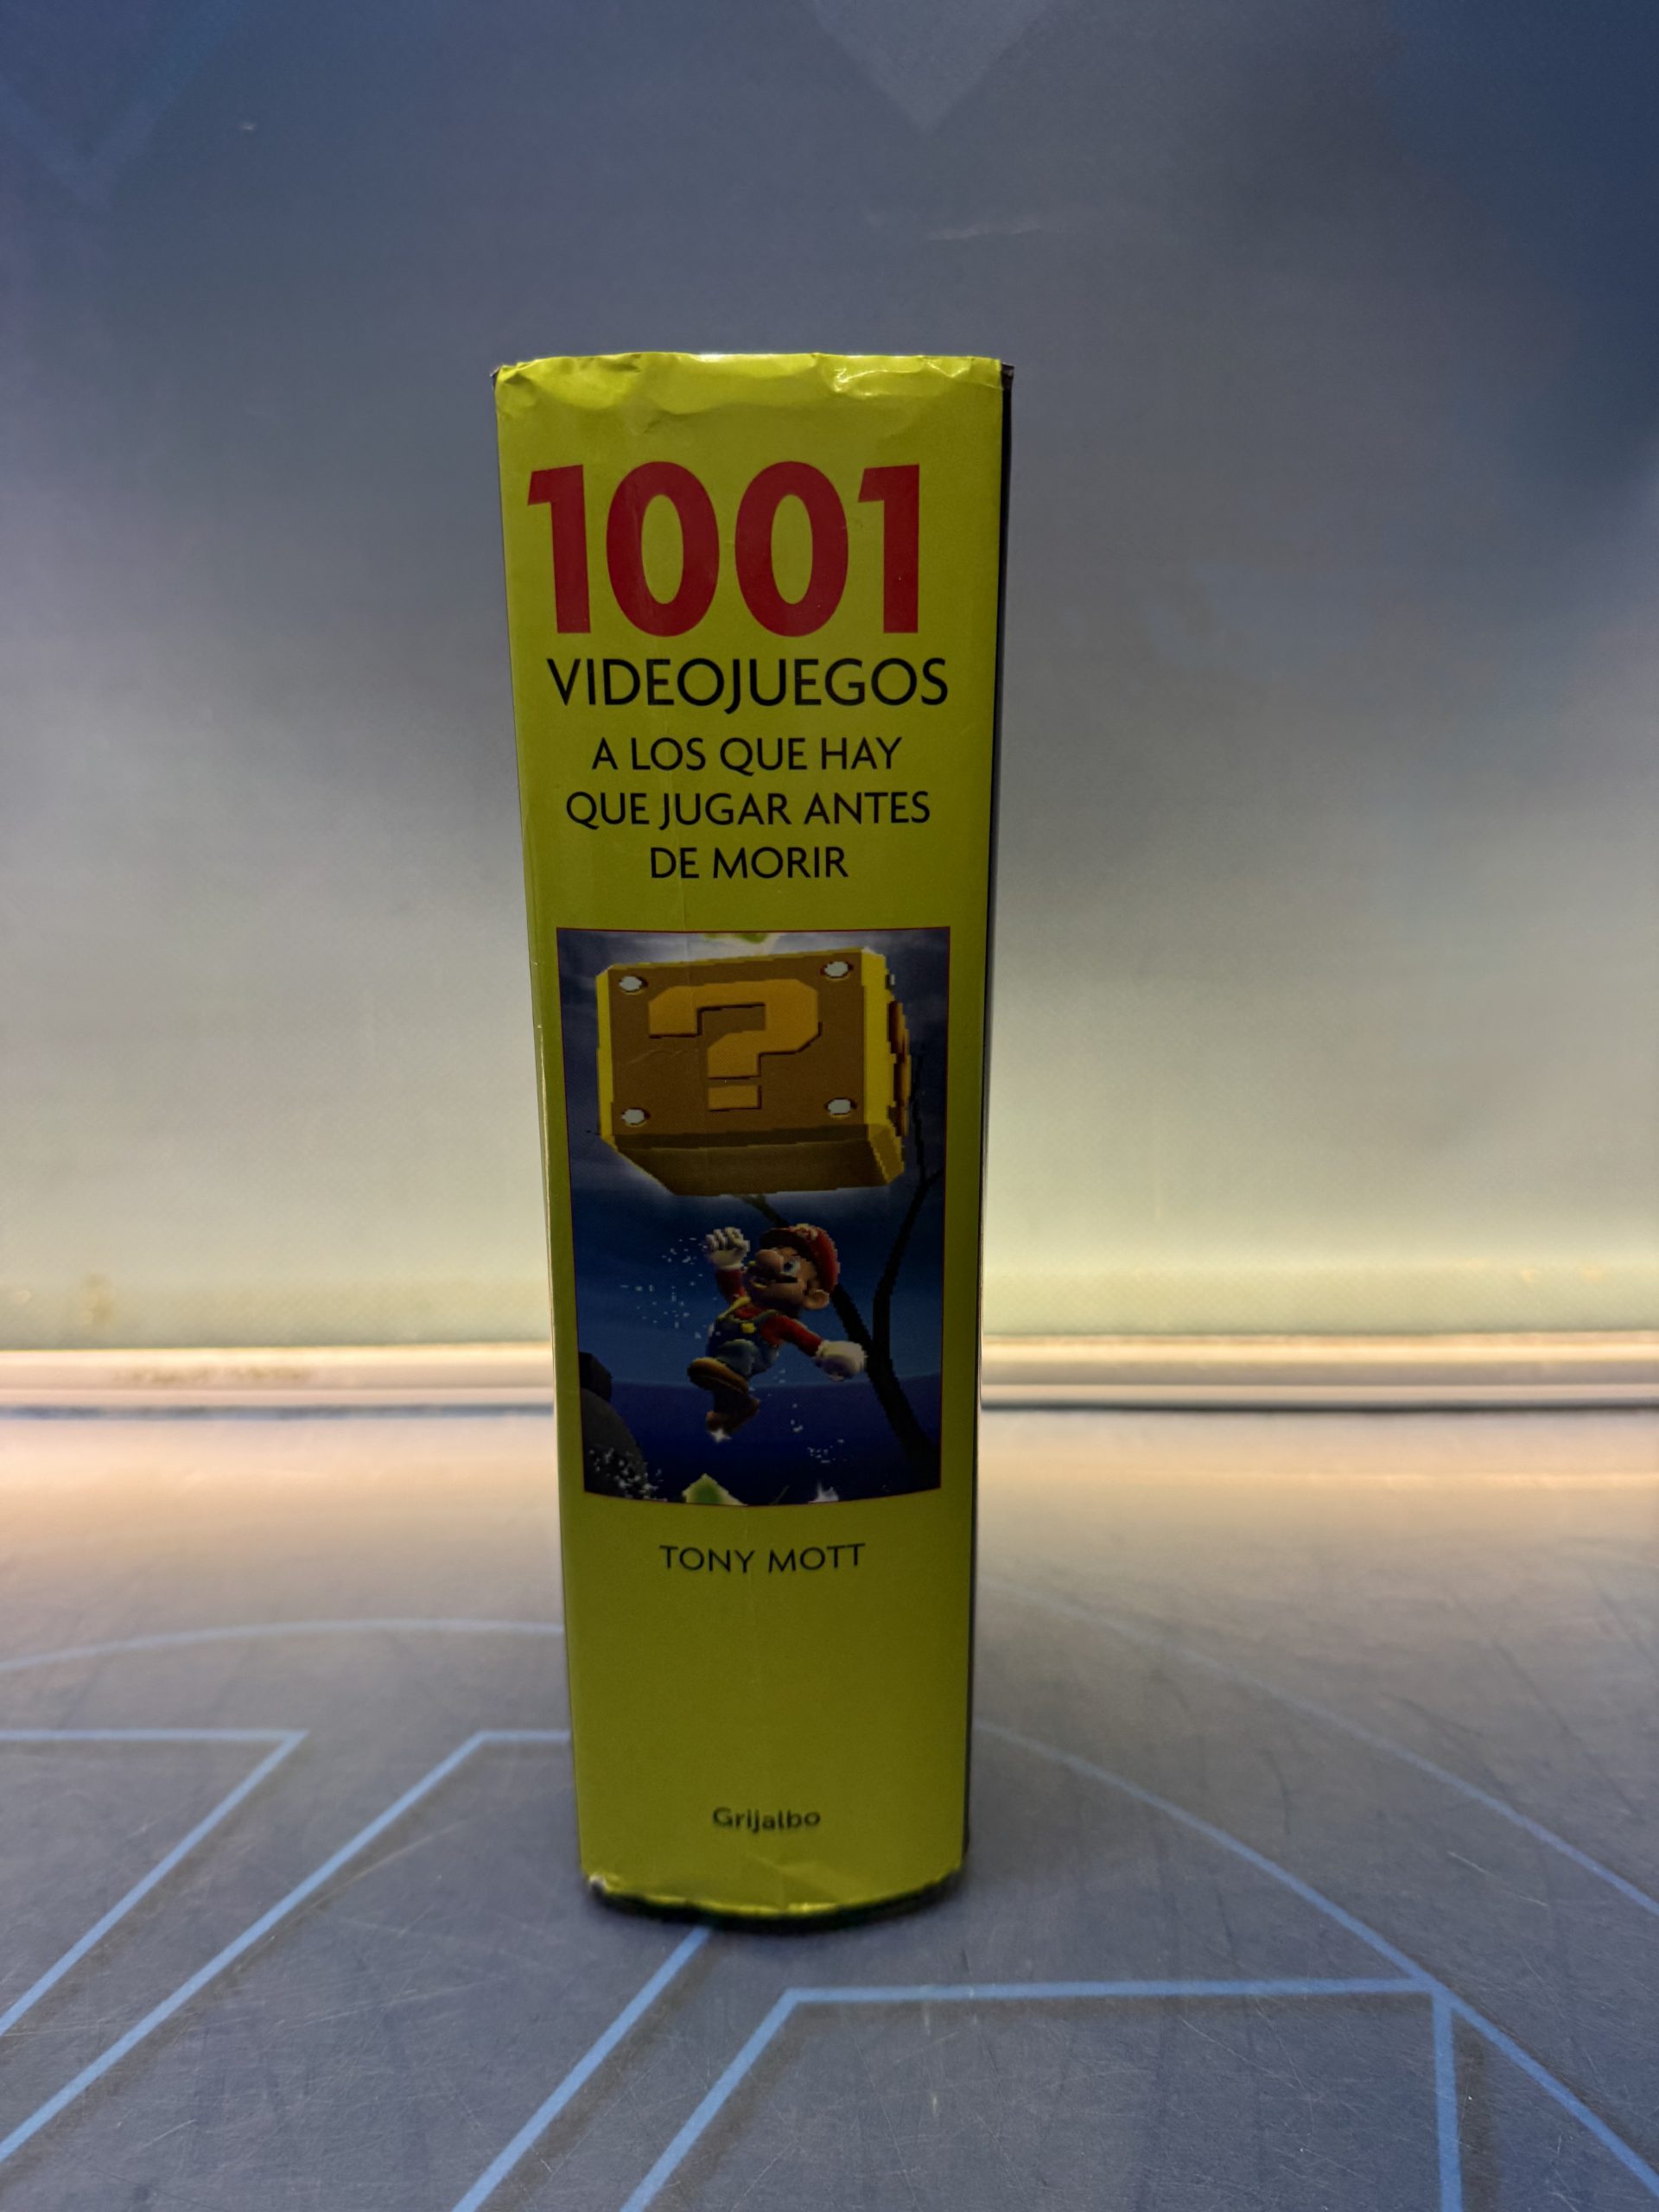 1001
VIDEOJUEGOS
A LOS QUE HAY
QUE JUGAR ANTES
DE MORIR
?
TONY MOTT
Grijalbo